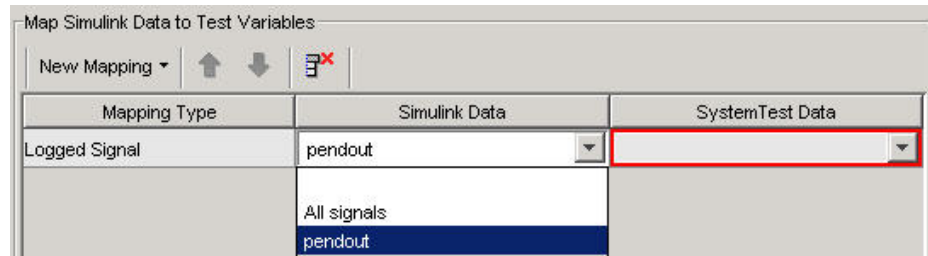 Map Simulink Data to Test Variables
New Mapping
Mapping Type Simulink Data SystemTest Data
Logged Signal pendout
All signals
pendout